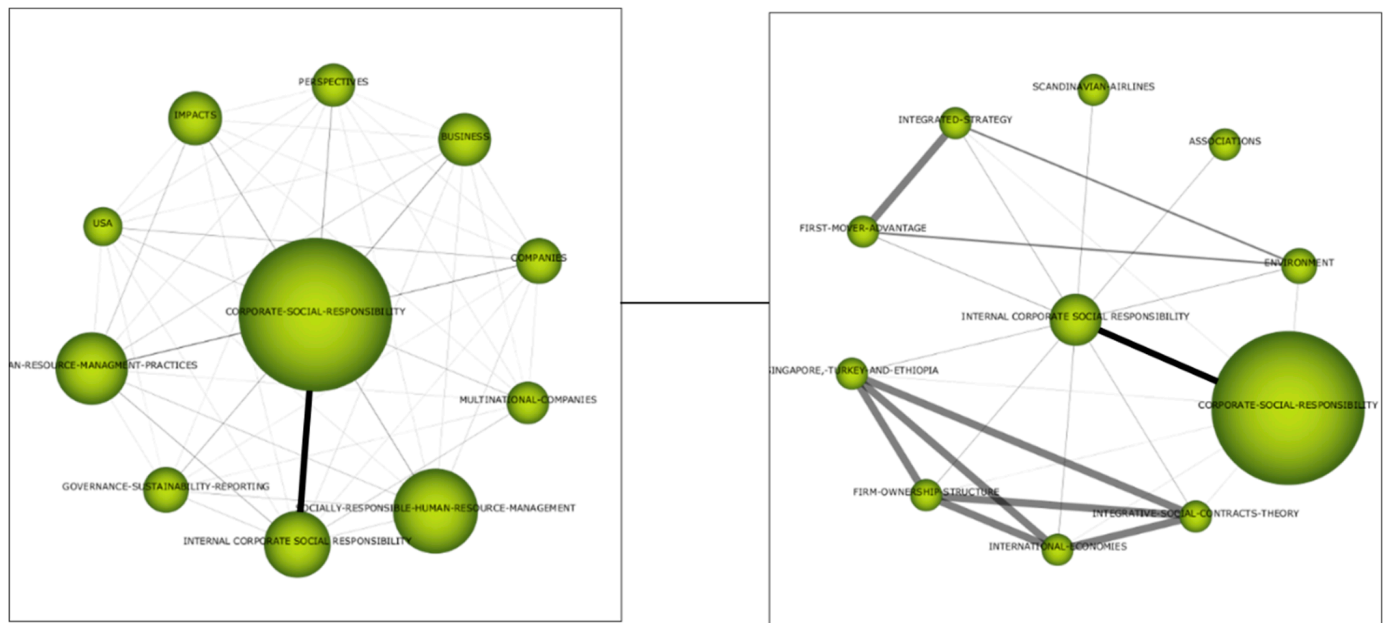 PERSPECTIVES
IMPACTS
BUSINESS
USA
COMPANIES
CORPORATE-SOCIAL-RESPONSIBILITY
AN-RESOURCE-MANAGMENT-PRACTICES
MULTINATIONAL-COMPANIES
GOVERNANCE-SUSTAINABILITY-REPORTING
SOCIALLY-RESPONSIBLE-HUMAN-RESOURCE-MANAGEMENT
INTERNAL CORPORATE SOCIAL RESPONSIBILITY
SCANDINAVIAN-AIRLINES
INTEGRATED-STRATEGY
ASSOCIATIONS
FIRST-MOVER-ADVANTAGE
ENVIRONMENT
INTERNAL CORPORATE SOCIAL RESPONSIBILITY
SINGAPORE,-TURKEY-AND-ETHIOPIA
CORPORATE-SOCIAL-RESPONSIBILITY
FIRM-OWNERSHIP-STRUCTURE
INTEGRATIVE-SOCIAL-CONTRACTS-THEORY
INTERNATIONAL-ECONOMIES